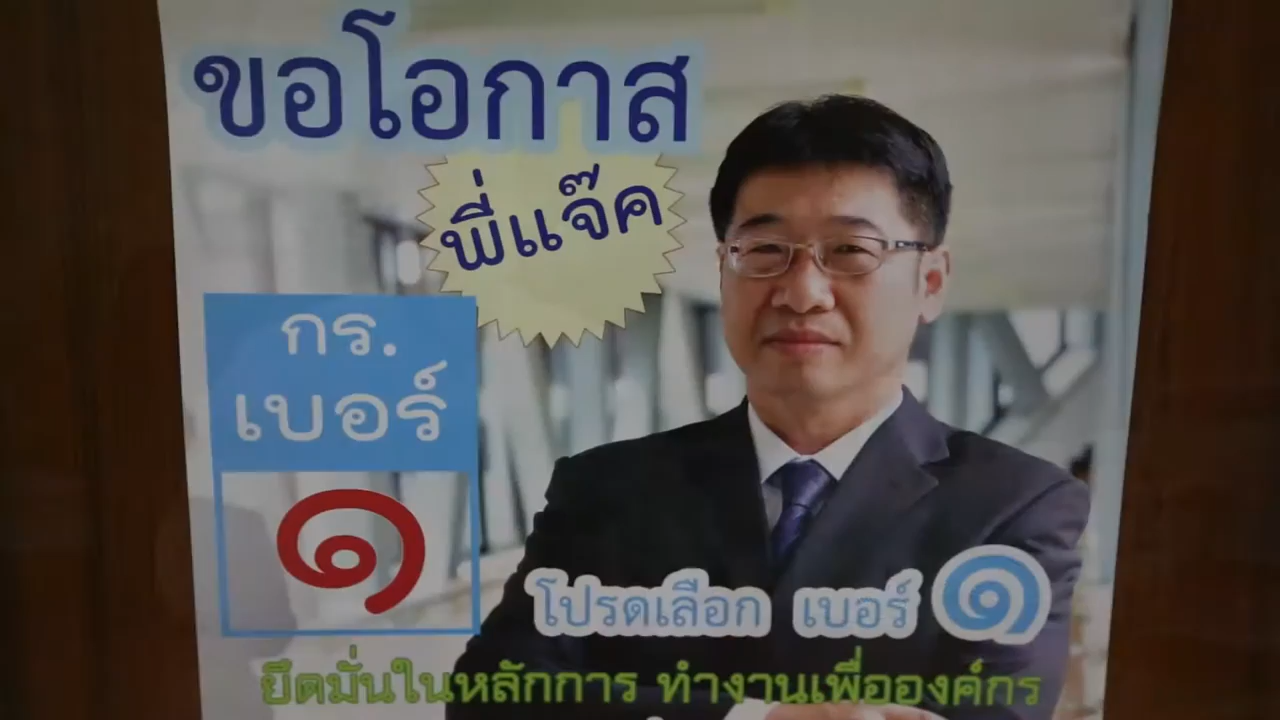 ขอโอกาส
พี่แจ๊ค
กร.
เบอร์
๑
โปรดเลือก เบอร์ ๑
ยึดมั่นในหลักการ ทำงานเพื่อองค์กร